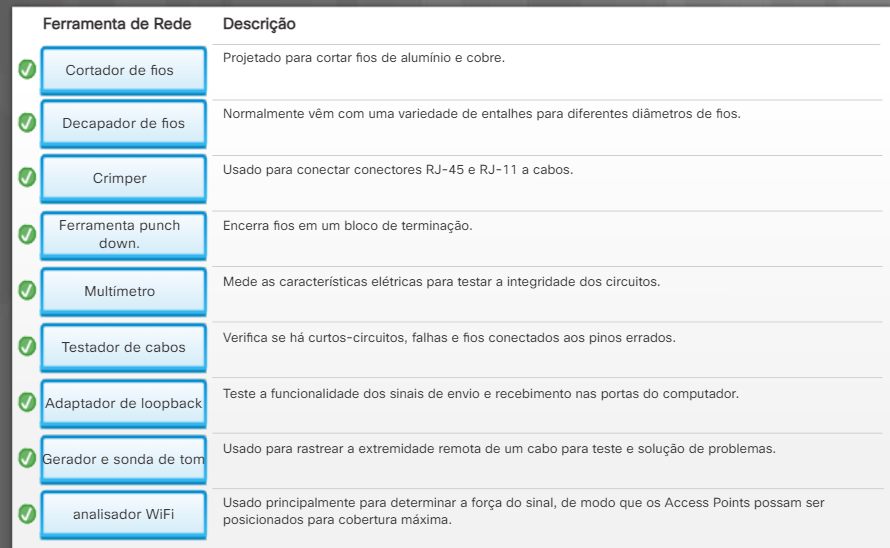 Ferramenta de Rede Descrição
Cortador de fios Projetado para cortar fios de alumínio e cobre.
Decapador de fios Normalmente vêm com uma variedade de entalhes para diferentes diâmetros de fios.
Crimper Usado para conectar conectores RJ-45 e RJ-11 a cabos.
Ferramenta punch
down. Encerra fios em um bloco de terminação.
Multímetro Mede as características elétricas para testar a integridade dos circuitos.
Testador de cabos Verifica se há curtos-circuitos, falhas e fios conectados aos pinos errados.
Adaptador de loopback Teste a funcionalidade dos sinais de envio e recebimento nas portas do computador.
Gerador e sonda de tom Usado para rastrear a extremidade remota de um cabo para teste e solução de problemas.
analisador WiFi Usado principalmente para determinar a força do sinal, de modo que os Access Points possam ser
posicionados para cobertura máxima.